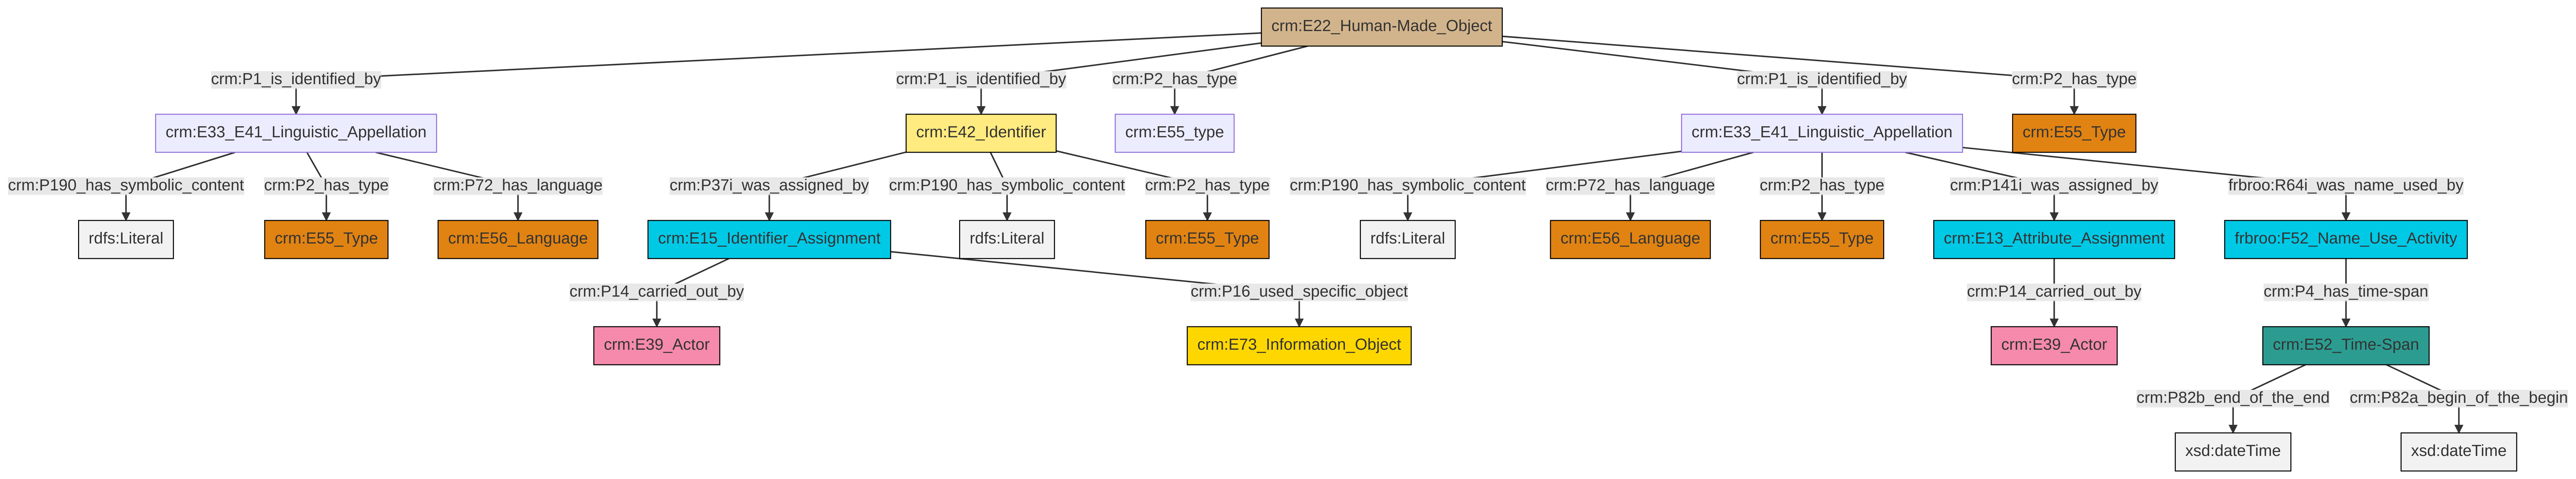 crm:E22_Human-Made_Object
crm:P1_is_identified_by
crm:P1_is_identified_by
crm:P2_has_type
crm:P1_is_identified_by
crm:P2_has_type
crm:E33_E41_Linguistic_Appellation
crm:E42_Identifier
crm:E55_type
crm:E33_E41_Linguistic_Appellation
crm:E55_Type
crm:P190_has_symbolic_content
crm:P2_has_type
crm:P72_has_language
crm:P37i_was_assigned_by
crm:P190_has_symbolic_content
crm:P2_has_type
crm:P190_has_symbolic_content
crm:P72_has_language
crm:P2_has_type
crm:P141i_was_assigned_by
frbroo:R64i_was_name_used_by
rdfs:Literal
crm:E55_Type
crm:E56_Language
crm:E15_Identifier_Assignment
rdfs:Literal
crm:E55_Type
rdfs:Literal
crm:E56_Language
crm:E55_Type
crm:E13_Attribute_Assignment
frbroo:F52_Name_Use_Activity
crm:P14_carried_out_by
crm:P16_used_specific_object
crm:P14_carried_out_by
crm:P4_has_time-span
crm:E39_Actor
crm:E73_Information_Object
crm:E39_Actor
crm:E52_Time-Span
crm:P82b_end_of_the_end
crm:P82a_begin_of_the_begin
xsd:dateTime
xsd:dateTime